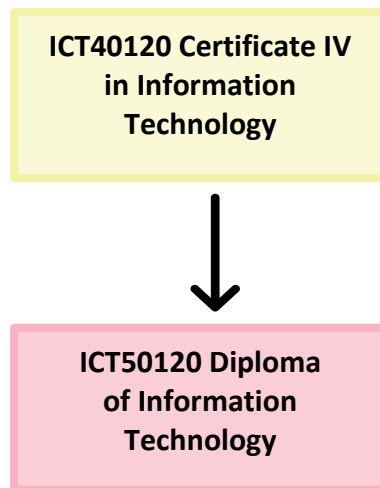 ICT40120 Certificate IV
in Information
Technology
ICT50120 Diploma
of Information
Technology